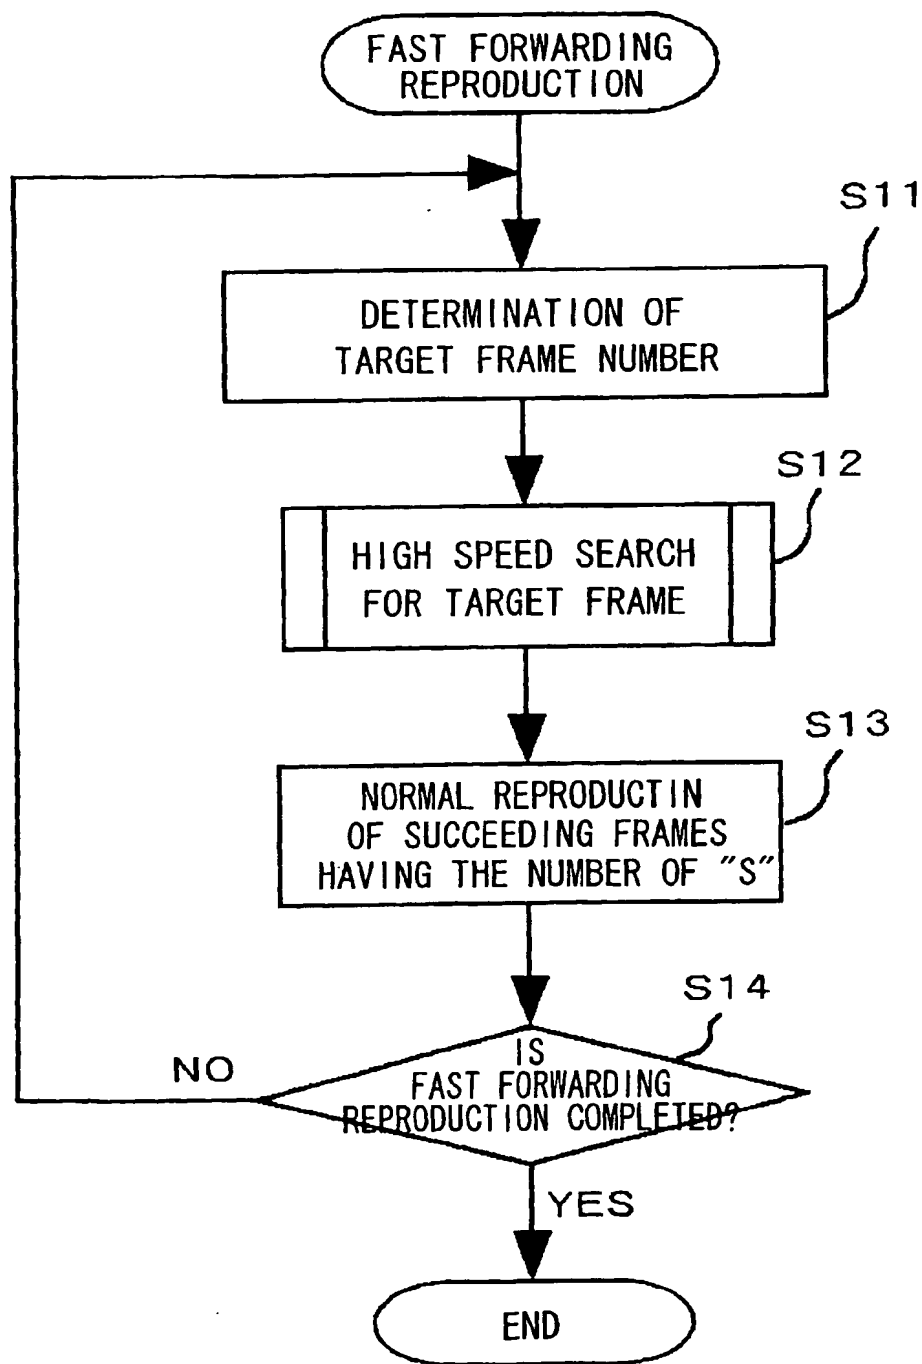 FAST FORWARDING
REPRODUCTION
S11
DETERMINATION OF
TARGET FRAME NUMBER
S12
HIGH SPEED SEARCH
FOR TARGET FRAME
S13
NORMAL REPRODUCTIN
OF SUCCEEDING FRAMES
HAVING THE NUMBER OF "S"
S14
IS
FAST FORWARDING
REPRODUCTION COMPLETED?
NO
YES
END